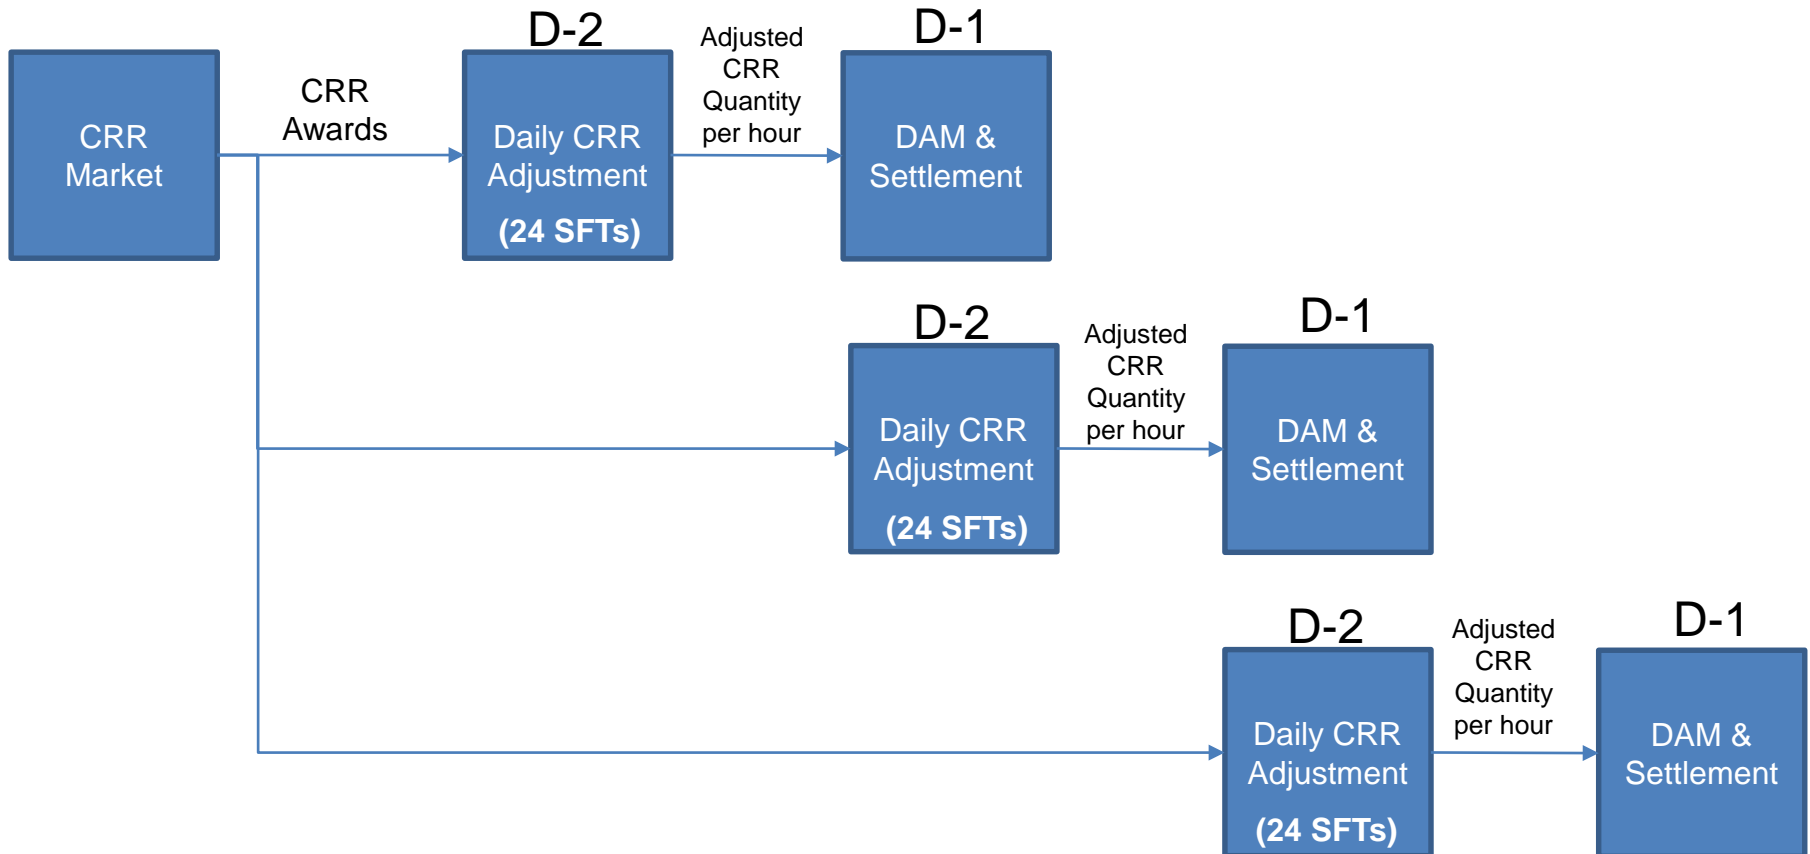 CRR
Market
CRR
Awards
D-2
Daily CRR
Adjustment
(24 SFTs)
Adjusted
CRR
Quantity
per hour
D-1
DAM &
Settlement
D-2
Daily CRR
Adjustment
(24 SFTs)
Adjusted
CRR
Quantity
per hour
D-1
DAM &
Settlement
D-2
Daily CRR
Adjustment
(24 SFTs)
Adjusted
CRR
Quantity
per hour
D-1
DAM &
Settlement